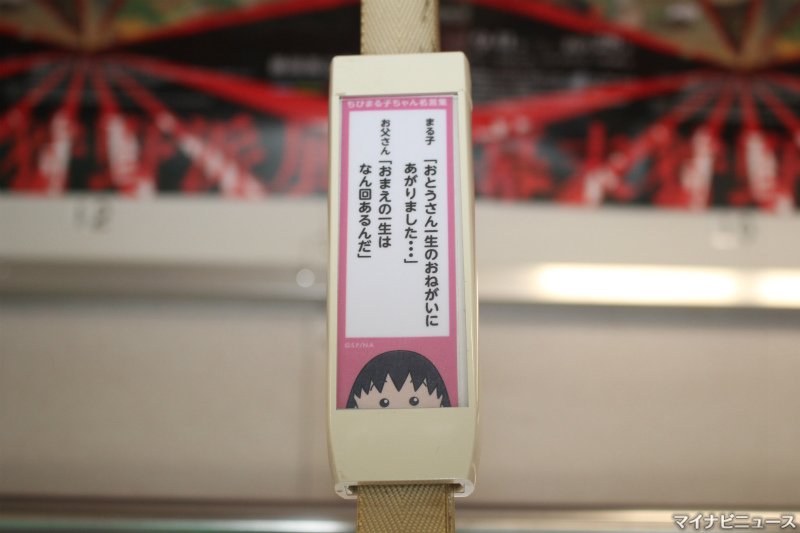 ちびまる子ちゃん名言集
まる子「おとうさん一生のおねがいに
あがりました・・・」
お父さん「おまえの一生は
なん回あるんだ」
©S.P/N.A
マイナビニュース